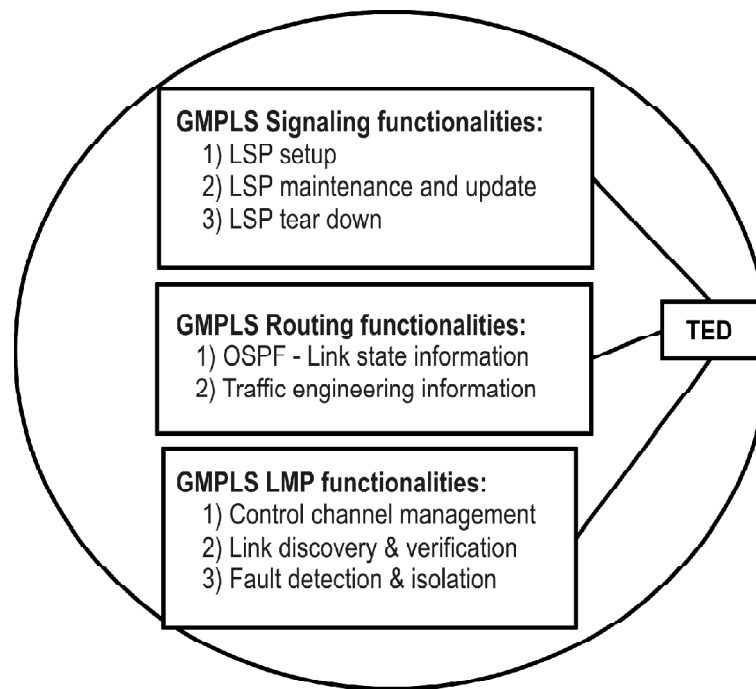 GMPLS Signaling functionalities:
1) LSP setup
2) LSP maintenance and update
3) LSP tear down
GMPLS Routing functionalities:
1) OSPF - Link state information
2) Traffic engineering information
TED
GMPLS LMP functionalities:
1) Control channel management
2) Link discovery & verification
3) Fault detection & isolation